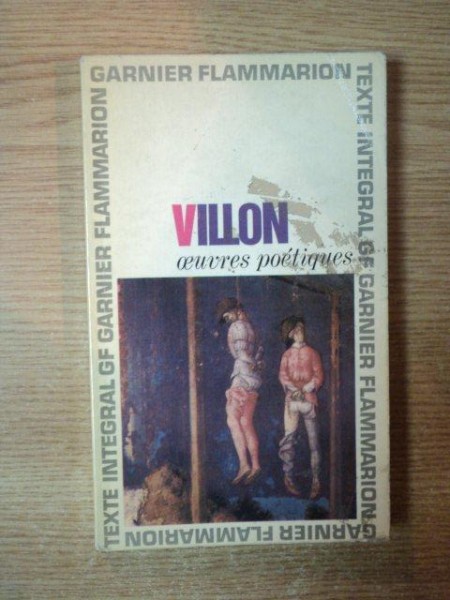 GARNIER FLAMMARION
TEXTE INTEGRAL GF GARNIER FLAMMARION
VILLON
œuvres poétiques
TEXTE INTEGRAL GF GARNIER FLAMMARION
GARNIER FLAMMARION